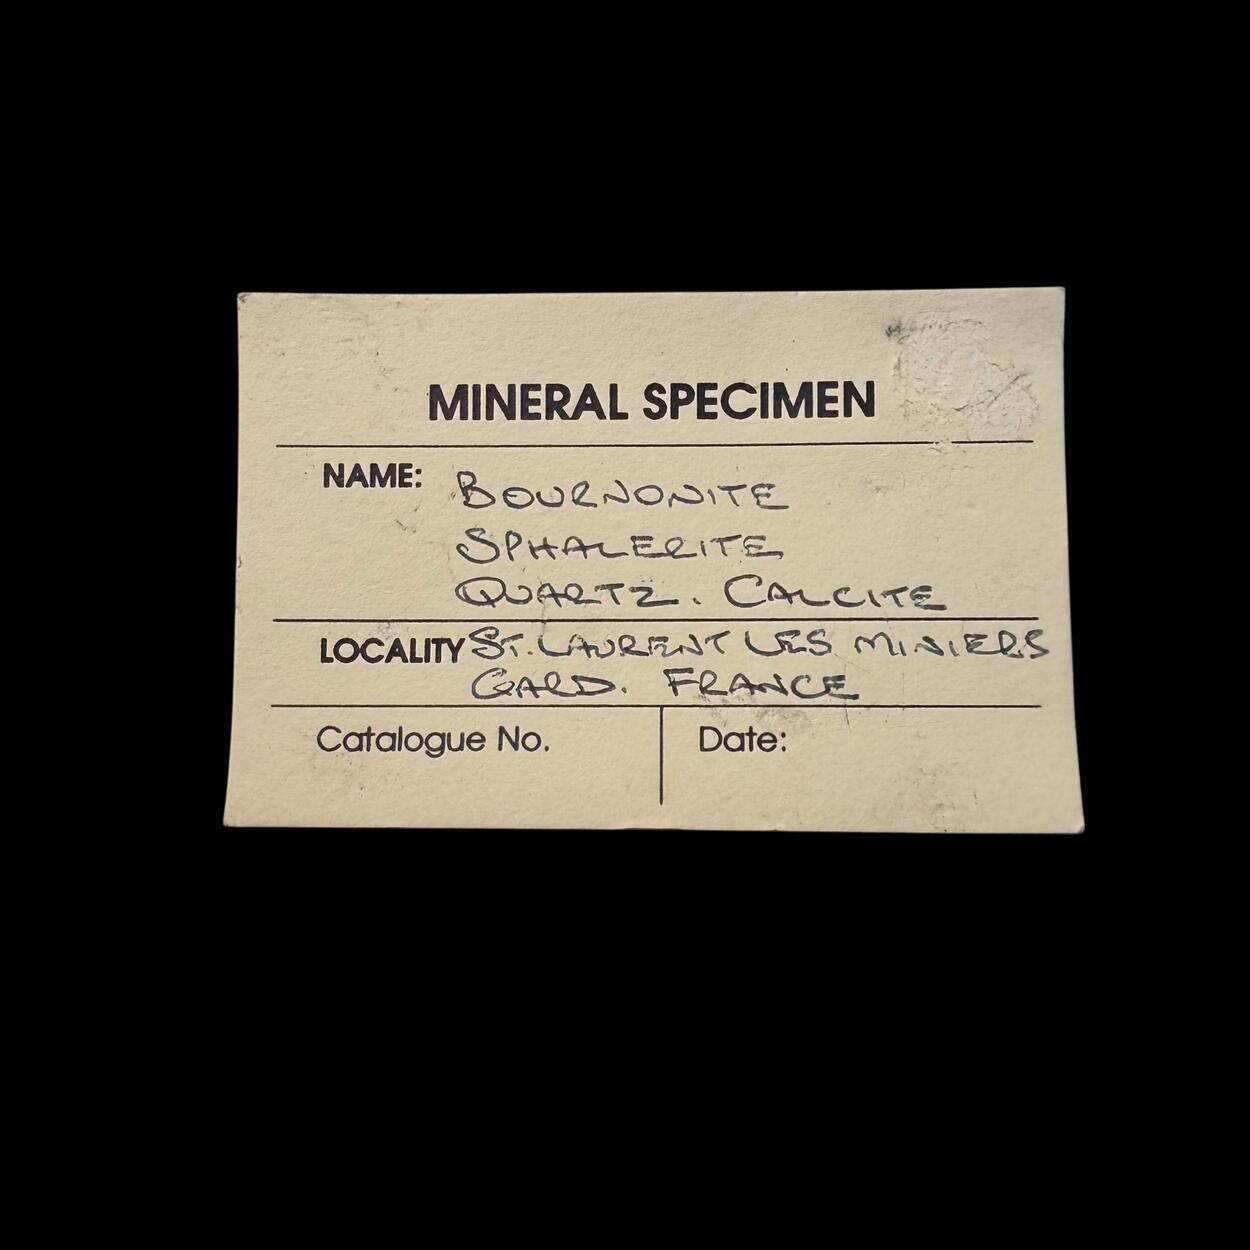 MINERAL SPECIMEN
NAME: BOURNONITE
SPHALERITE
QUARTZ. CALCITE
LOCALITY ST. LAURENT LES MINIERS
GARD. FRANCE
Catalogue No. Date: